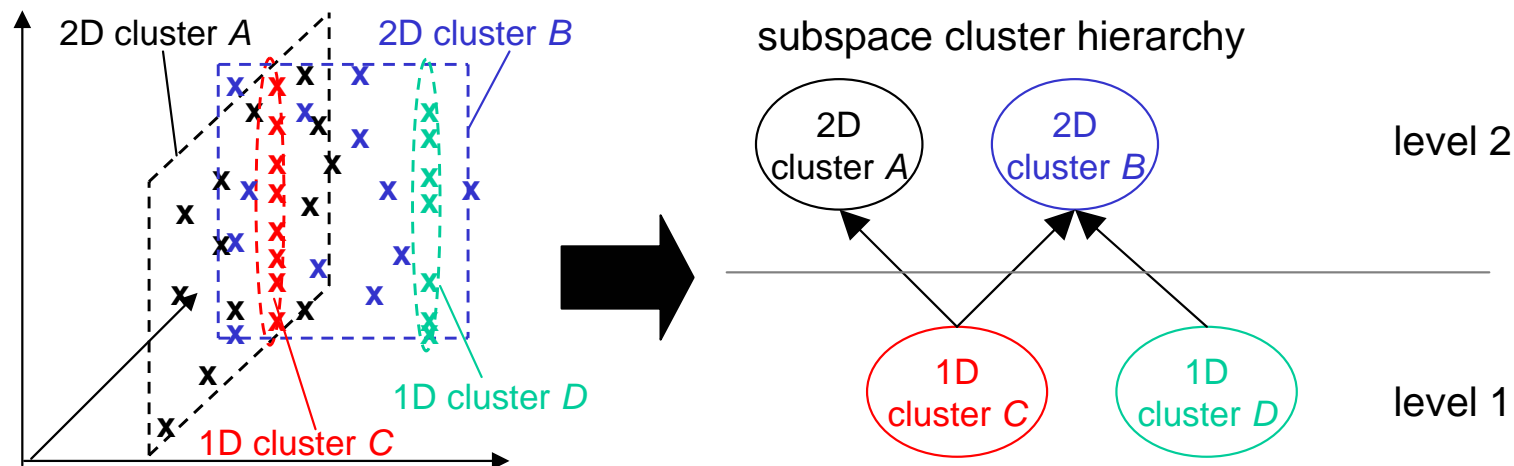 2D cluster A
2D cluster B
1D cluster D
1D cluster C
subspace cluster hierarchy
2D
cluster A
2D
cluster B
level 2
1D
cluster C
1D
cluster D
level 1